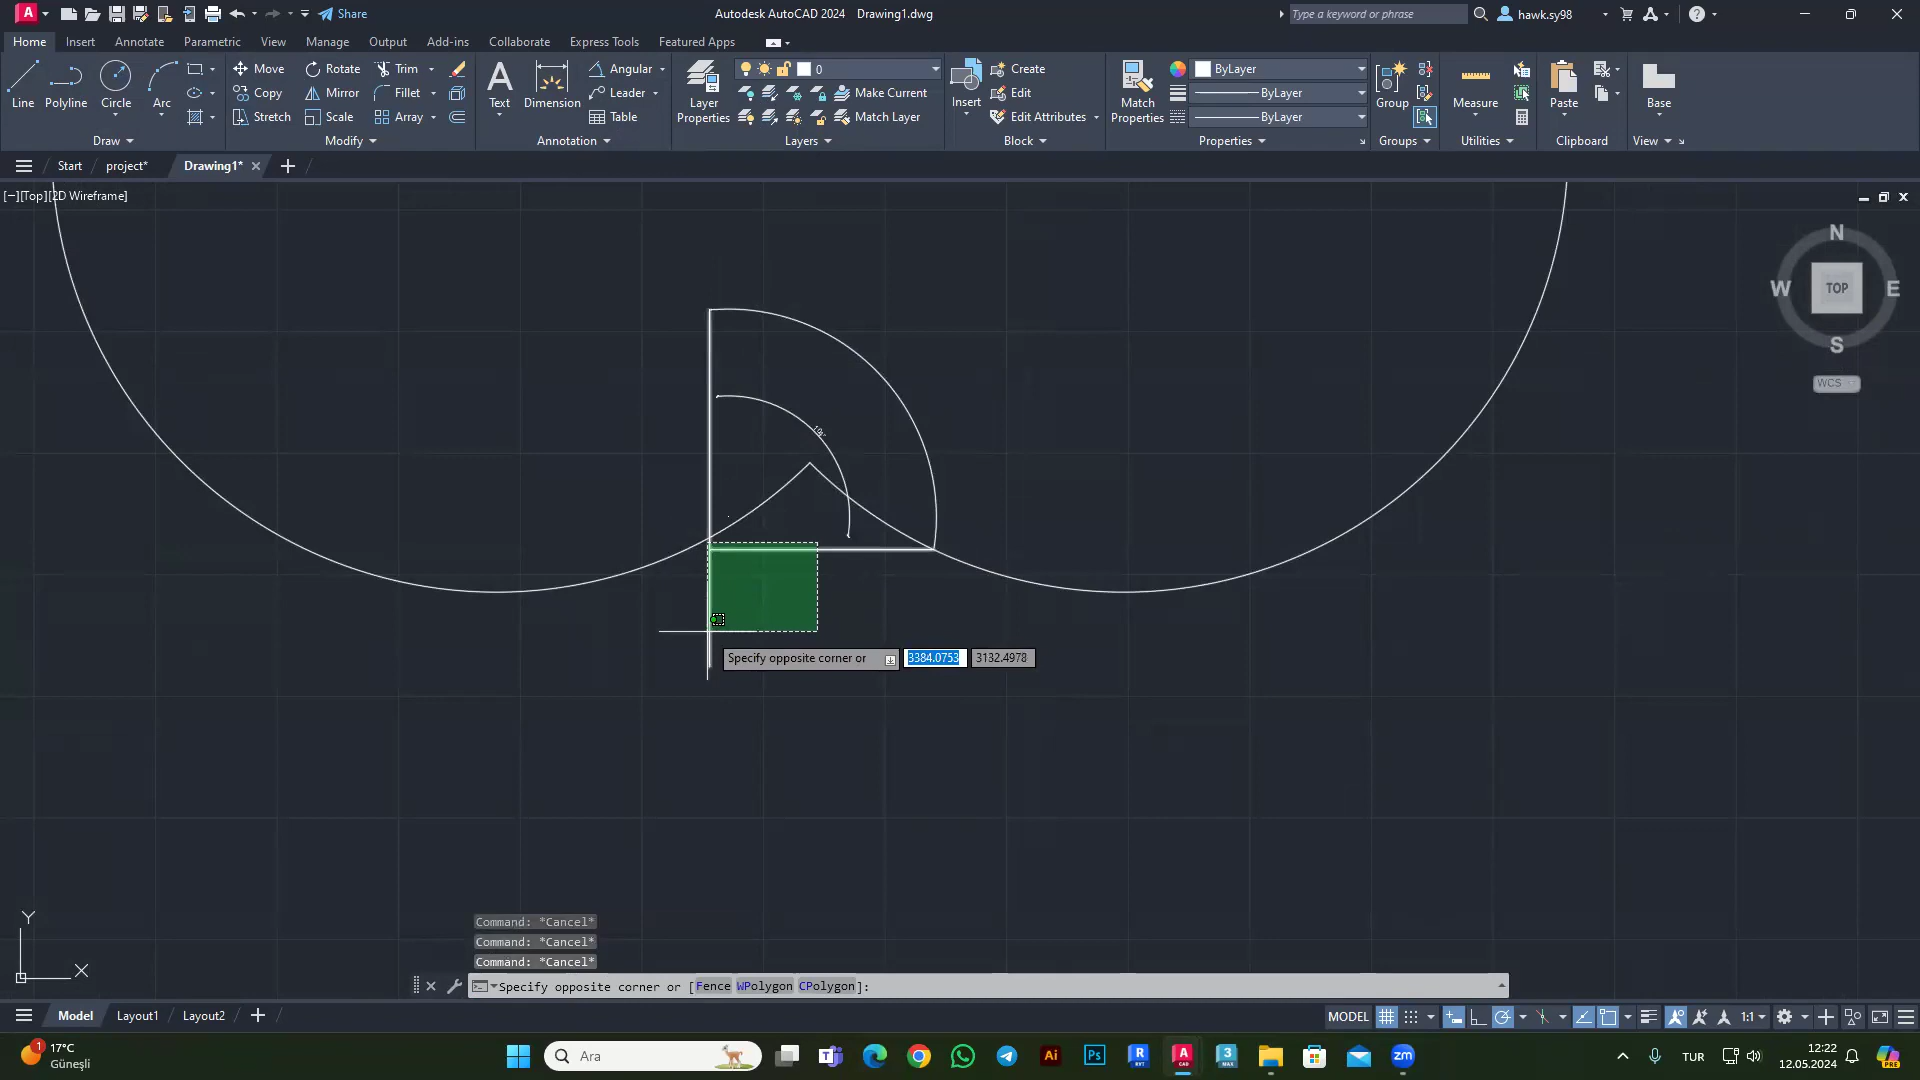 Share
Autodesk AutoCAD 2024 Drawing1.dwg
Type a keyword or phrase
hawk.sy98
Home Insert Annotate Parametric View Manage Output Add-ins Collaborate Express Tools Featured Apps
Line Polyline Circle Arc
Move Rotate Trim
Copy Mirror Fillet
Stretch Scale Array
Text Dimension
Angular
Leader
Table
Layer Properties
0
Make Current
Match Layer
Insert
Create
Edit
Edit Attributes
Match Properties
ByLayer
ByLayer
ByLayer
Group
Measure
Paste
Base
Draw Modify Annotation Layers Block Properties Groups Utilities Clipboard View
Start project* Drawing1*
[−][Top][2D Wireframe]
N
W TOP E
S
WCS
Specify opposite corner or 3384.0753 3132.4978
Y
X
Command: *Cancel*
Command: *Cancel*
Command: *Cancel*
Specify opposite corner or [Fence WPolygon CPolygon]:
Model Layout1 Layout2
MODEL 1:1
1
17°C
Güneşli
Ara
TUR
12:22
12.05.2024